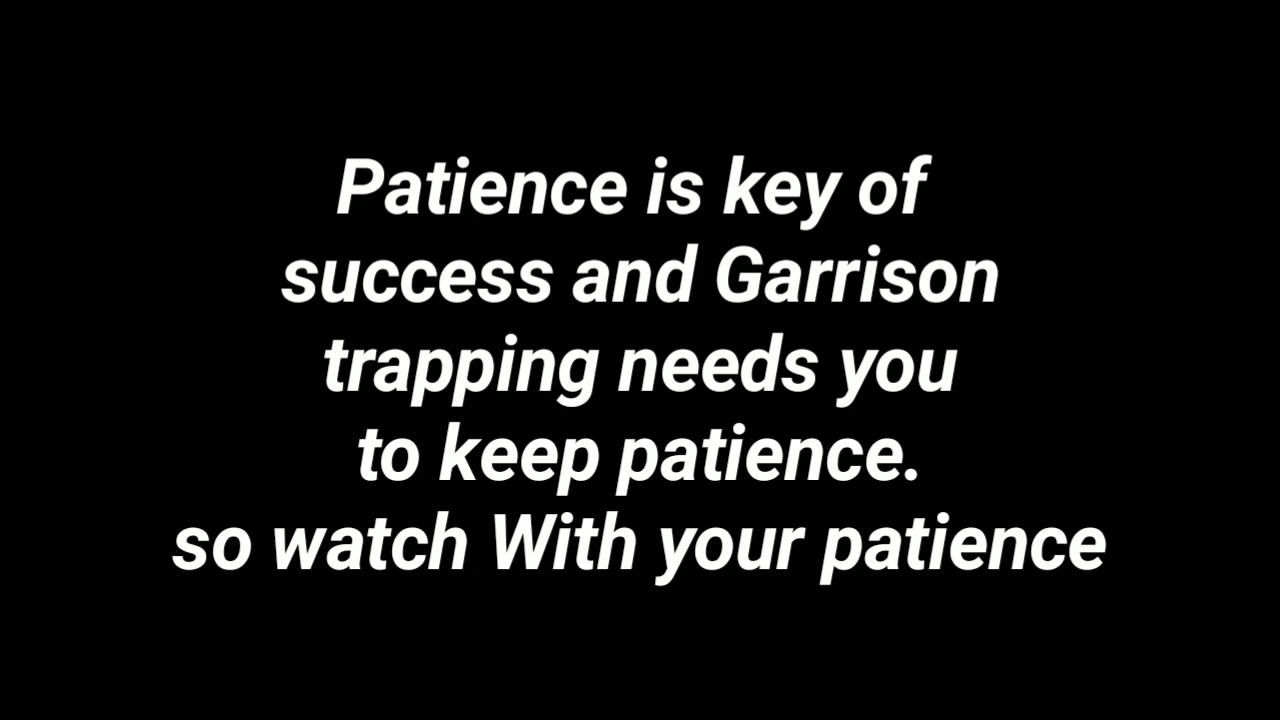 Patience is key of
success and Garrison
trapping needs you
to keep patience.
so watch With your patience